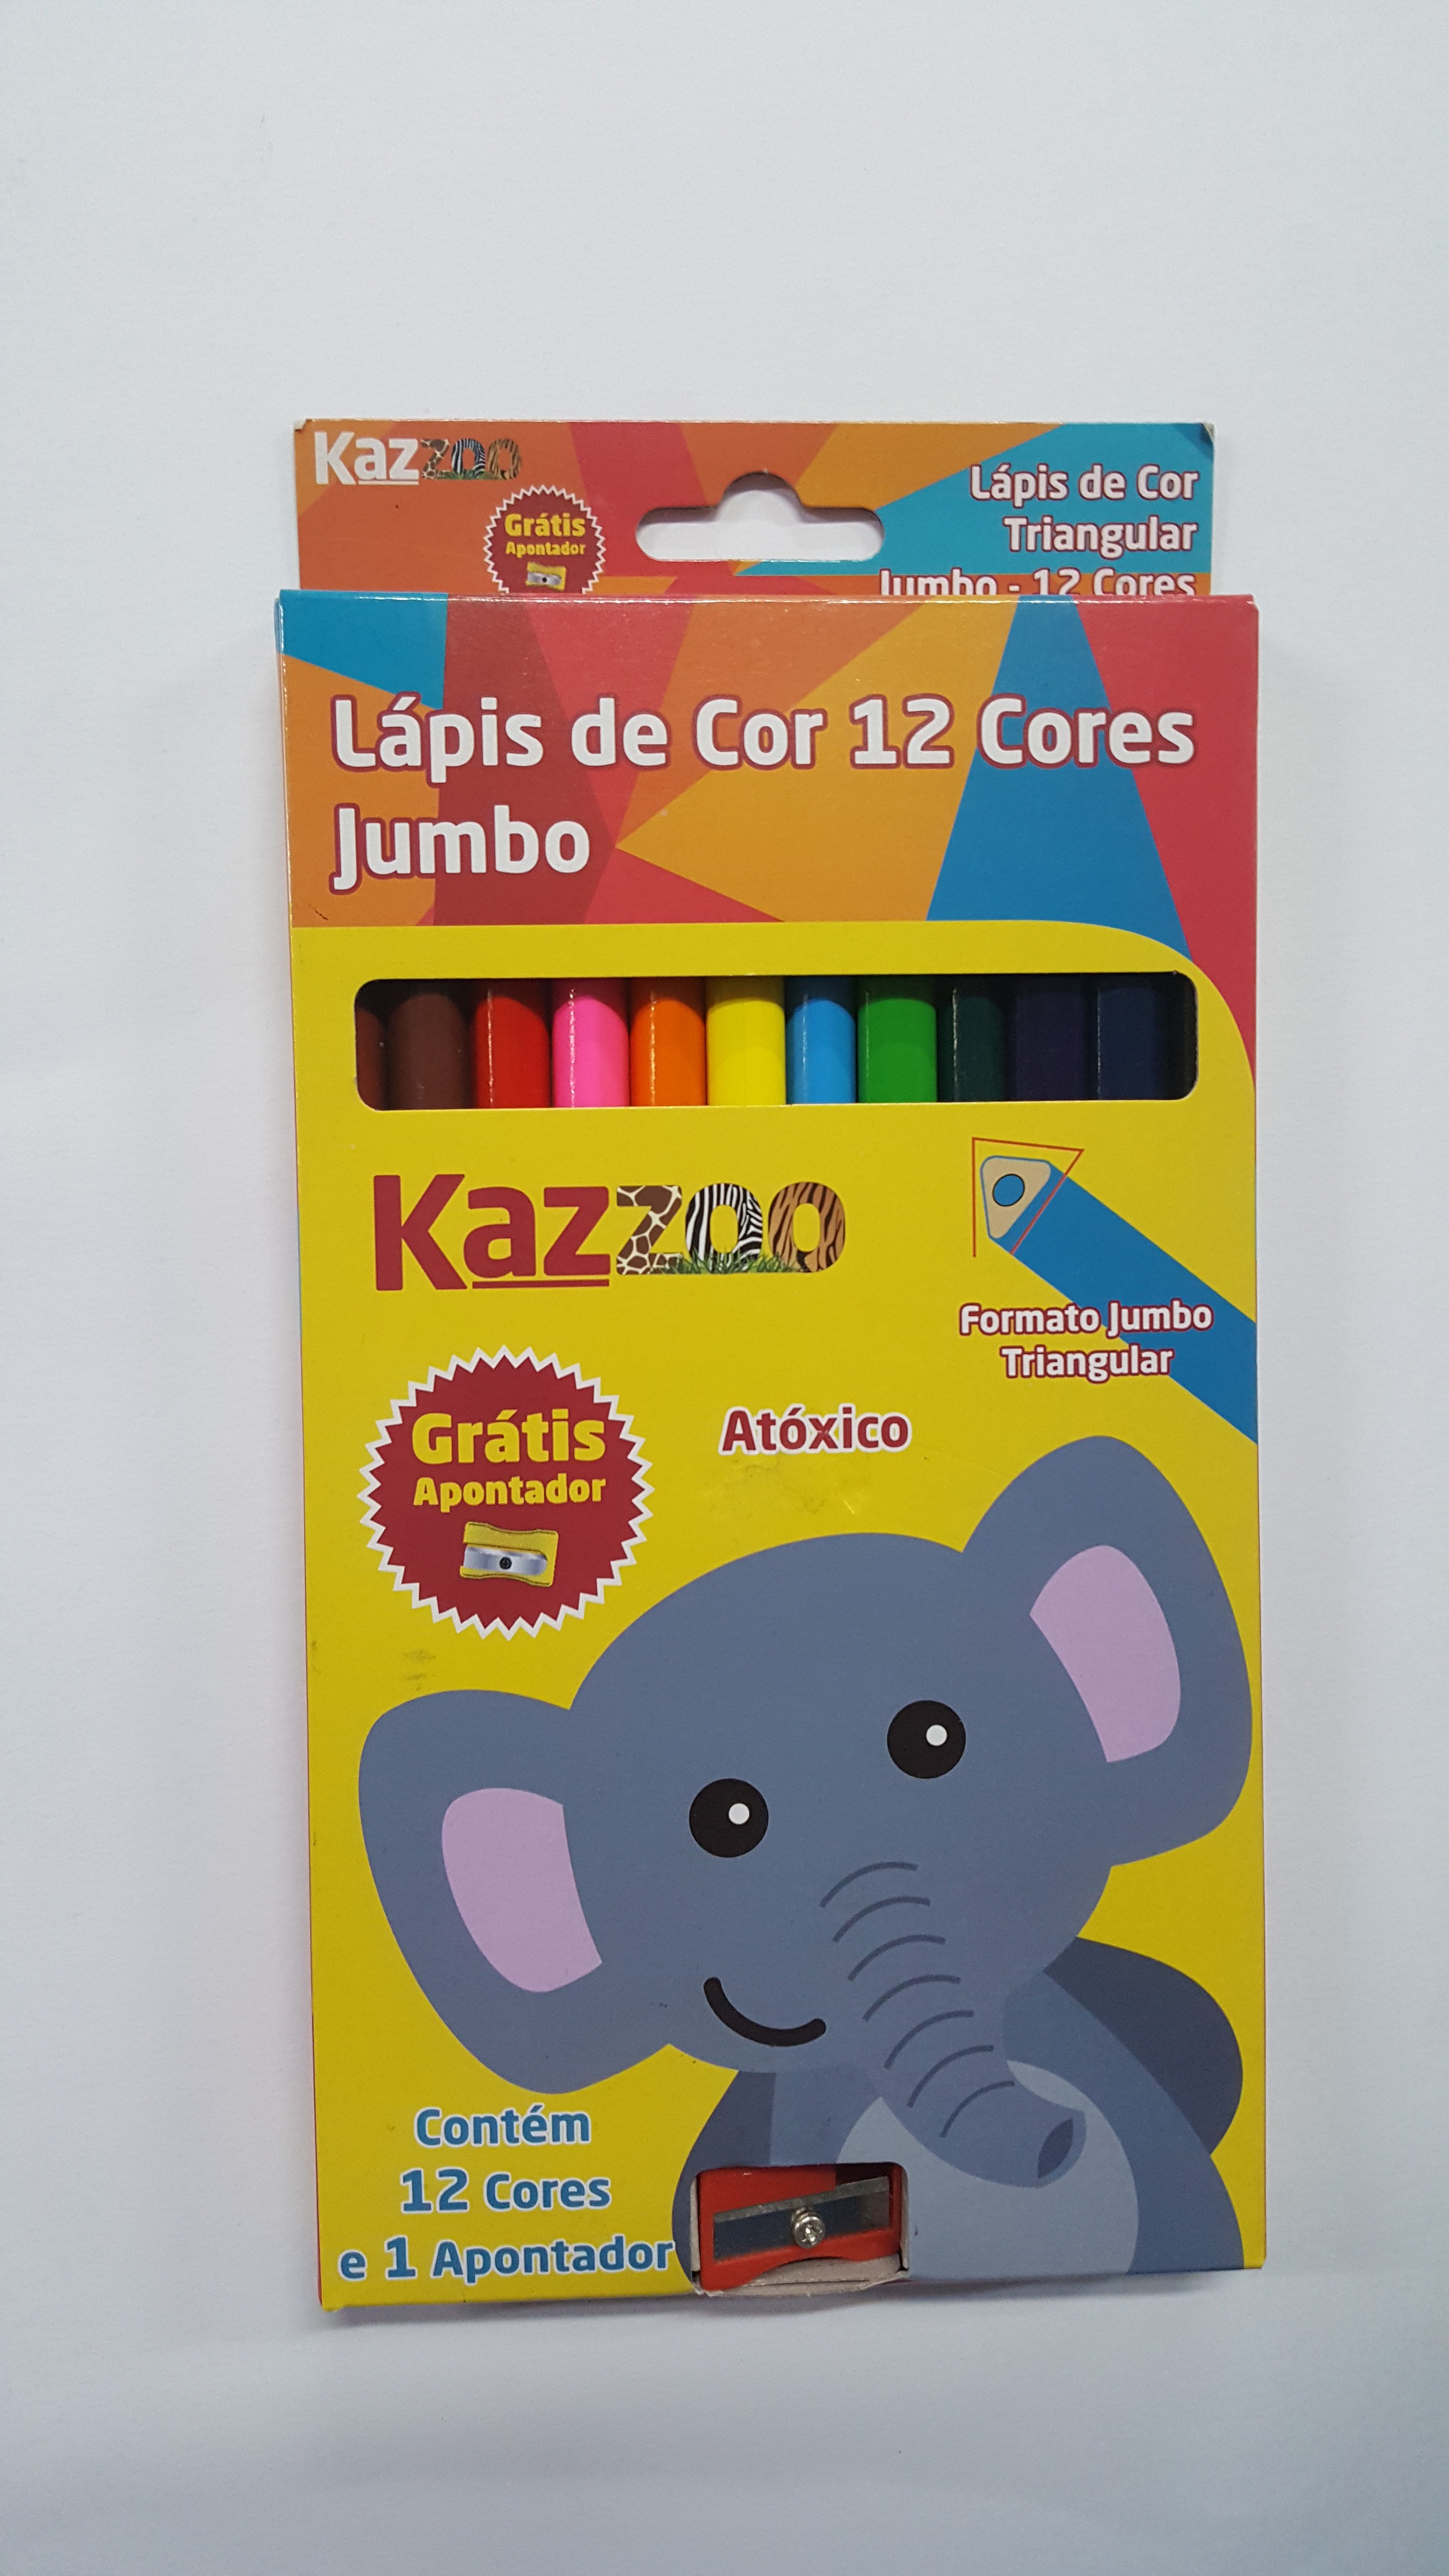 Kazzoo
Grátis
Apontador
Lápis de Cor
Triangular
Jumbo - 12 Cores
Lápis de Cor 12 Cores
Jumbo
Kazzoo
Formato Jumbo
Triangular
Grátis
Apontador
Atóxico
Contém
12 Cores
e 1 Apontador